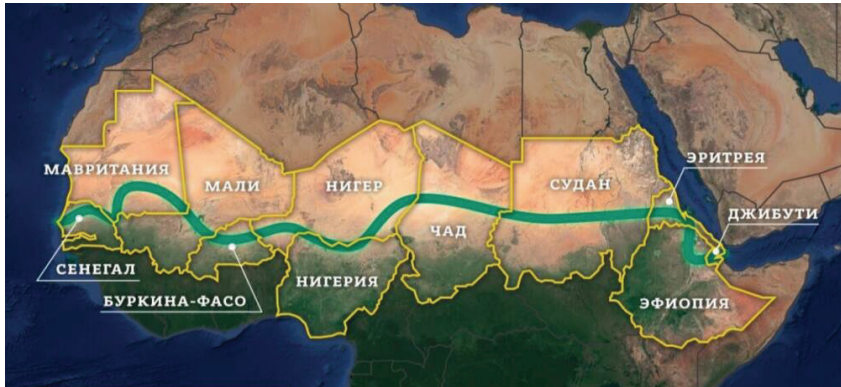 МАВРИТАНИЯ
МАЛИ
НИГЕР
ЧАД
СУДАН
ЭРИТРЕЯ
ДЖИБУТИ
СЕНЕГАЛ
БУРКИНА-ФАСО
НИГЕРИЯ
ЭФИОПИЯ